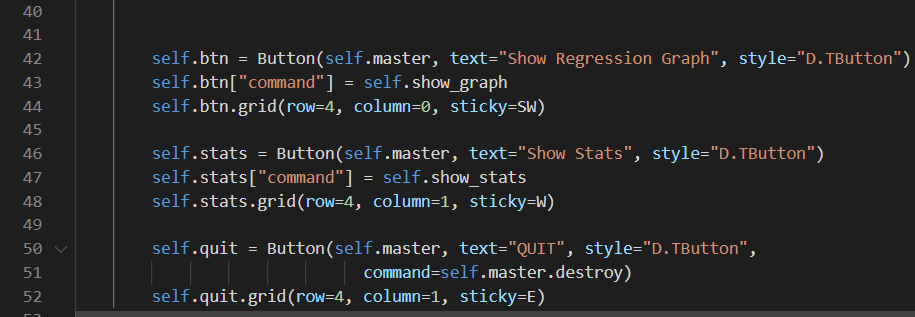 40
41
42 self.btn = Button(self.master, text="Show Regression Graph", style="D.TButton")
43 self.btn["command"] = self.show_graph
44 self.btn.grid(row=4, column=0, sticky=SW)
45
46 self.stats = Button(self.master, text="Show Stats", style="D.TButton")
47 self.stats["command"] = self.show_stats
48 self.stats.grid(row=4, column=1, sticky=W)
49
50 self.quit = Button(self.master, text="QUIT", style="D.TButton",
51 command=self.master.destroy)
52 self.quit.grid(row=4, column=1, sticky=E)